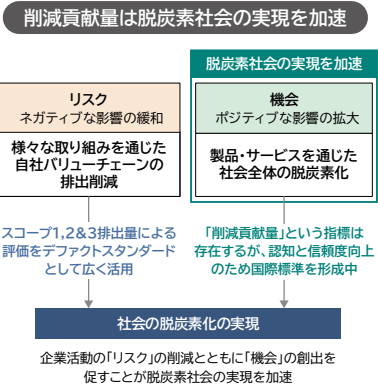 削減貢献量は脱炭素社会の実現を加速
脱炭素社会の実現を加速
リスク
ネガティブな影響の緩和
様々な取り組みを通じた
自社バリューチェーンの
排出削減
機会
ポジティブな影響の拡大
製品・サービスを通じた
社会全体の脱炭素化
スコープ1,2&3排出量による
評価をデファクトスタンダード
として広く活用
「削減貢献量」という指標は
存在するが、認知と信頼度向上
のため国際標準を形成中
社会の脱炭素化の実現
企業活動の「リスク」の削減とともに「機会」の創出を
促すことが脱炭素社会の実現を加速